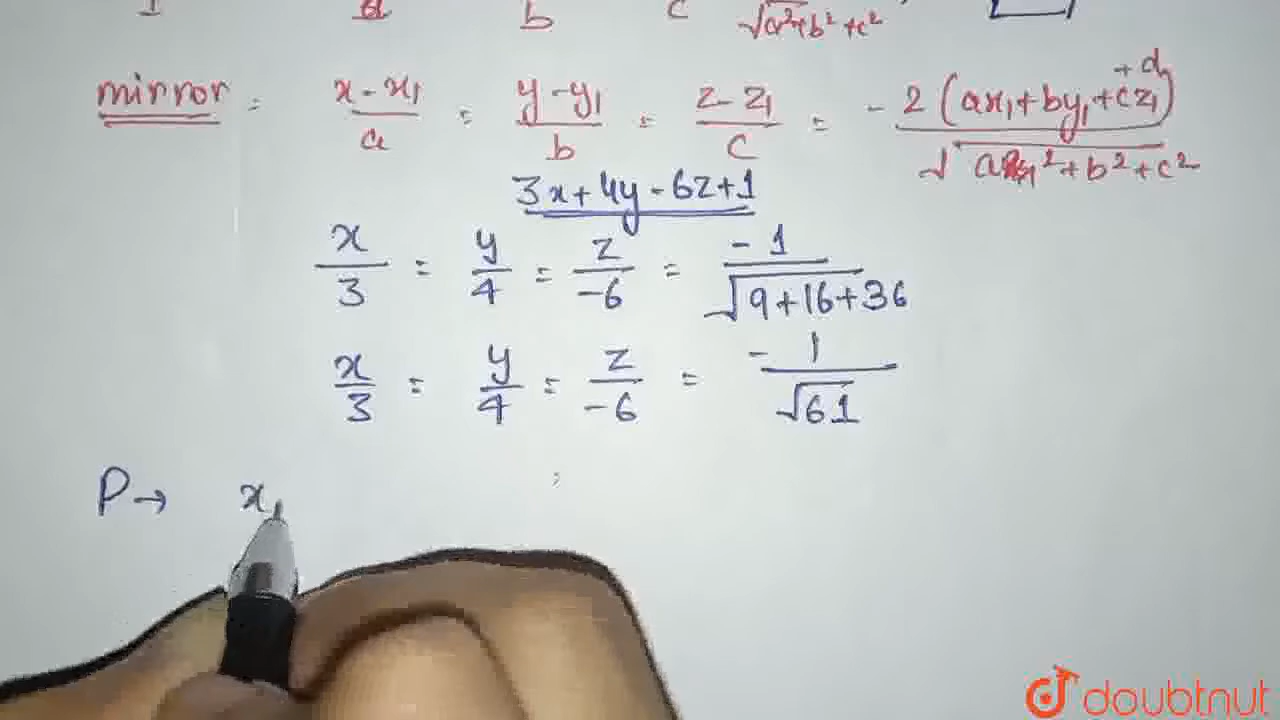 b c √a²+b²+c²
mirror = x-x₁/a = y-y₁/b = z-z₁/c = -2(ax₁+by₁+cz₁+d)/√a²+b²+c²
3x+4y-6z+1
x/3 = y/4 = z/-6 = -1/√9+16+36
x/3 = y/4 = z/-6 = -1/√61
P→ x
doubtnut